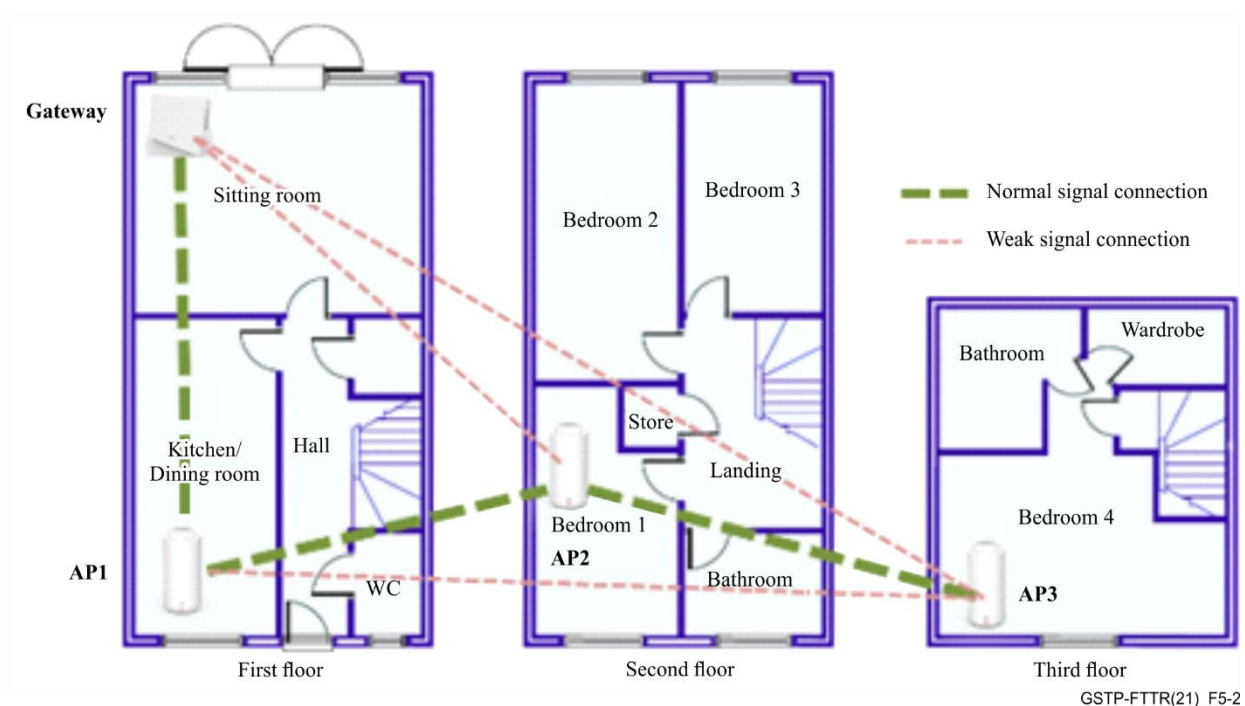 Gateway
Sitting room
Kitchen/
Dining room
Hall
AP1
WC
First floor
Bedroom 2
Bedroom 3
Store
Landing
Bedroom 1
AP2
Bathroom
Second floor
Normal signal connection
Weak signal connection
Bathroom
Wardrobe
Bedroom 4
AP3
Third floor
GSTP-FTTR(21)_F5-2